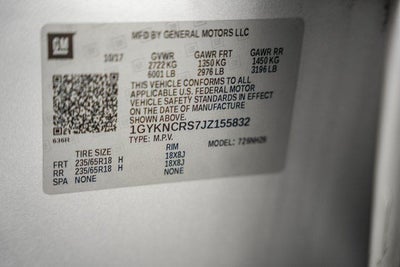 GM
MFD BY GENERAL MOTORS LLC
10/17 GVWR GAWR FRT GAWR RR
2722 KG 1350 KG 1450 KG
6001 LB 2976 LB 3196 LB
THIS VEHICLE CONFORMS TO ALL
APPLICABLE U.S. FEDERAL MOTOR
VEHICLE SAFETY STANDARDS IN EFFECT
ON THE DATE OF MANUFACTURE
SHOWN ABOVE.
1GYKNCRS7JZ155832
636R TYPE: M.P.V. MODEL:
TIRE SIZE RIM
FRT 235/65R18 H 18X8J
RR 235/65R18 H 18X8J
SPA NONE NONE